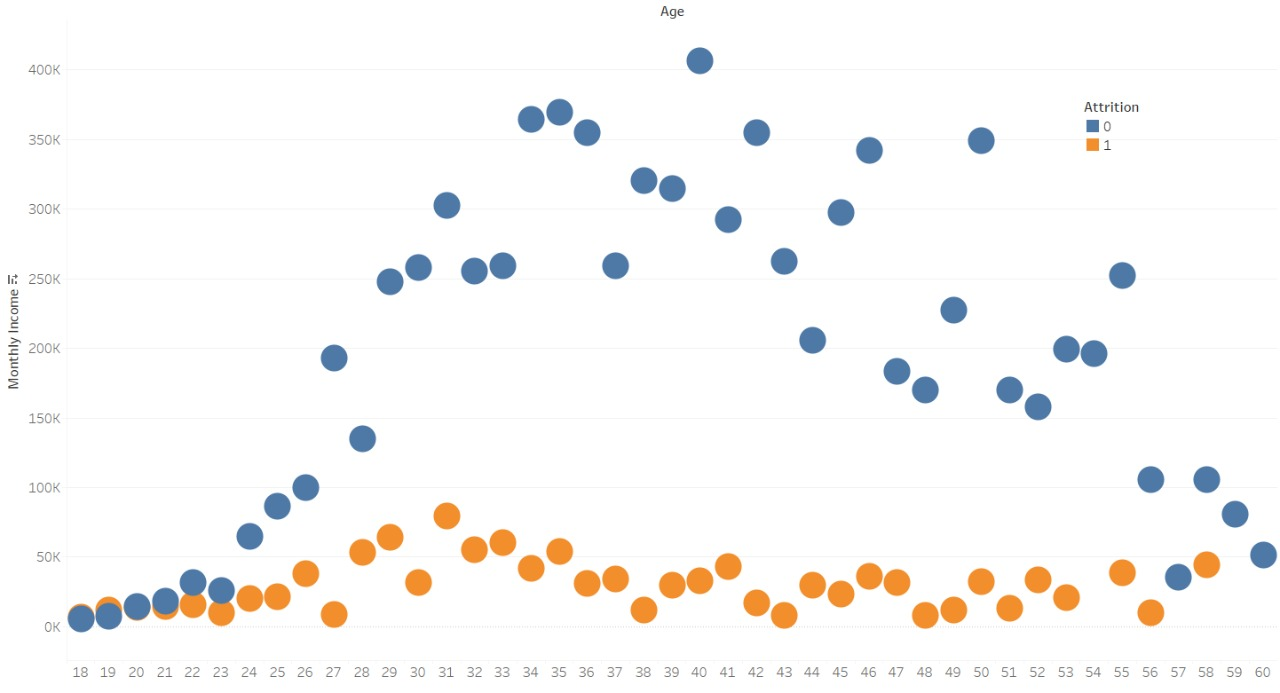 Age
400K
350K
300K
250K
200K
150K
100K
50K
0K
Monthly Income
Attrition
0
1
18 19 20 21 22 23 24 25 26 27 28 29 30 31 32 33 34 35 36 37 38 39 40 41 42 43 44 45 46 47 48 49 50 51 52 53 54 55 56 57 58 59 60